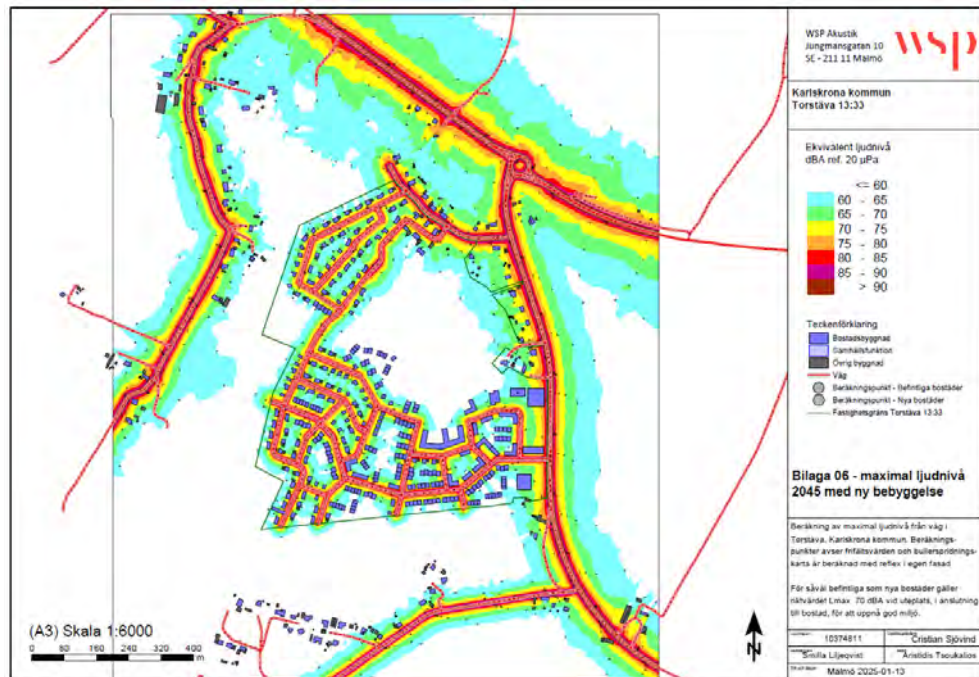 WSP Akustik
Jungmansgatan 10
SE - 211 11 Malmö
wsp
Karlskrona kommun
Torstäva 13:33
Ekvivalent ljudnivå
dBA ref. 20 µPa
<= 60
60 - 65
65 - 70
70 - 75
75 - 80
80 - 85
85 - 90
> 90
Teckenförklaring
Bostadsbyggnad
Samhällsfunktion
Övrig byggnad
Väg
Beräkningspunkt - Befintliga bostäder
Beräkningspunkt - Nya bostäder
Fastighetsgräns Torstäva 13:33
Bilaga 06 - maximal ljudnivå
2045 med ny bebyggelse
Beräkning av maximal ljudnivå från väg i
Torstäva, Karlskrona kommun. Beräknings-
punkter avser frifältsvärden och bullerspridnings-
karta är beräknad med reflex i egen fasad
För såväl befintliga som nya bostäder gäller
riktvärdet Lmax 70 dBA vid uteplats, i anslutning
till bostad, för att uppnå god miljö.
10374811
Cristian Sjövind
Smilla Liljeqvist
Aristidis Tsoukalios
Malmö 2025-01-13
(A3) Skala 1:6000
0 80 160 240 320 400
m
N